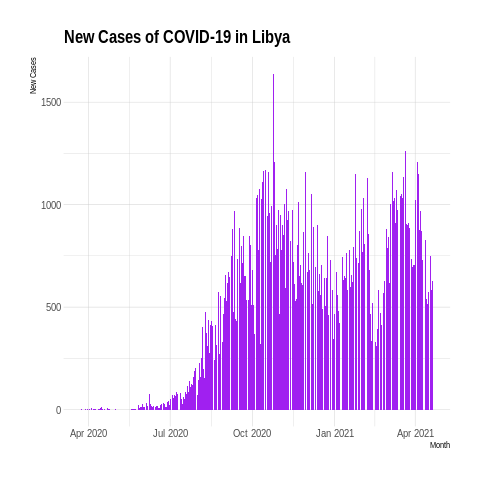 New Cases of COVID-19 in Libya
New Cases
1500
1000
500
0
Apr 2020 Jul 2020 Oct 2020 Jan 2021 Apr 2021
Month